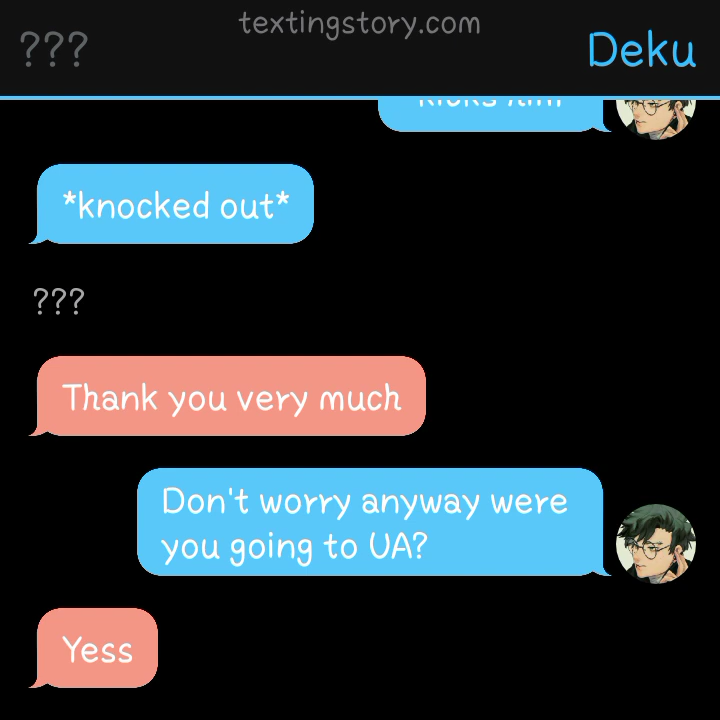 textingstory.com
???
Deku
*knocked out*
???
Thank you very much
Don't worry anyway were
you going to UA?
Yess